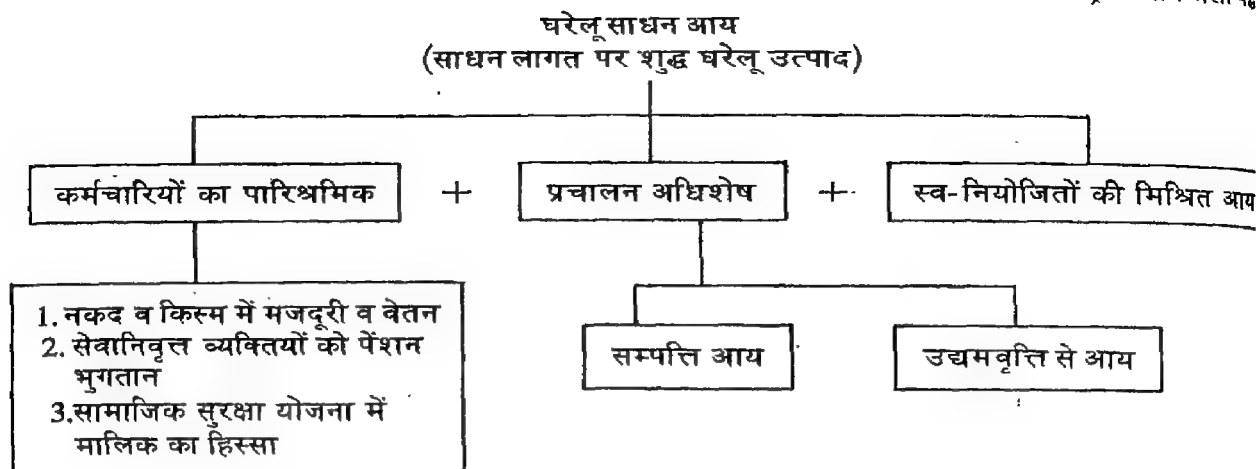 घरेलू साधन आय
(साधन लागत पर शुद्ध घरेलू उत्पाद)
कर्मचारियों का पारिश्रमिक + प्रचालन अधिशेष + स्व-नियोजितों की मिश्रित आय
1. नकद व किस्म में मजदूरी व वेतन
2. सेवानिवृत्त व्यक्तियों को पेंशन
भुगतान
3. सामाजिक सुरक्षा योजना में
मालिक का हिस्सा
सम्पत्ति आय
उद्यमवृत्ति से आय